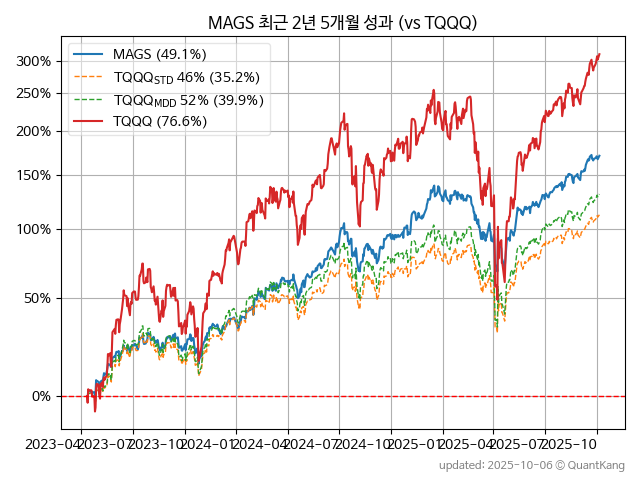 MAGS 최근 2년 5개월 성과 (vs TQQQ)
MAGS (49.1%)
TQQQSTD 46% (35.2%)
TQQQMDD 52% (39.9%)
TQQQ (76.6%)
300%
250%
200%
150%
100%
50%
0%
2023-04 2023-07 2023-10 2024-01 2024-04 2024-07 2024-10 2025-01 2025-04 2025-07 2025-10
updated: 2025-10-06 © QuantKang